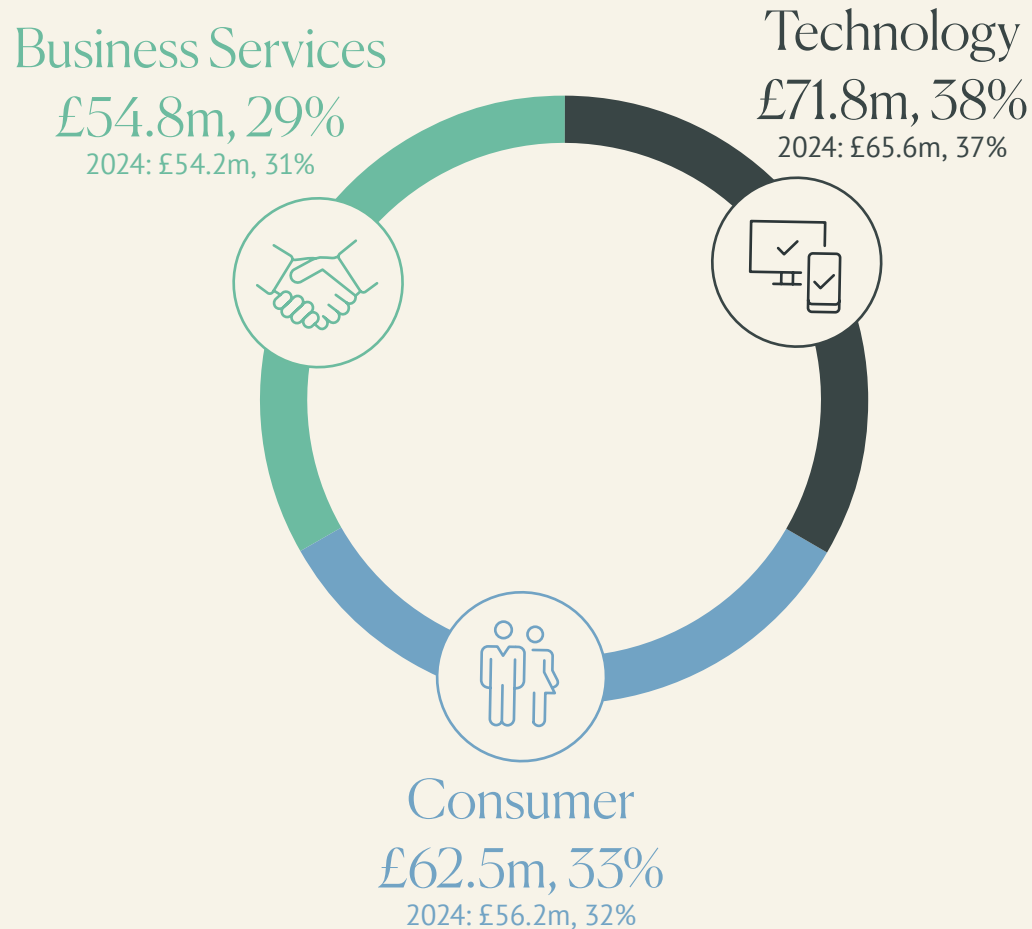 Business Services
£54.8m, 29%
2024: £54.2m, 31%
Technology
£71.8m, 38%
2024: £65.6m, 37%
Consumer
£62.5m, 33%
2024: £56.2m, 32%